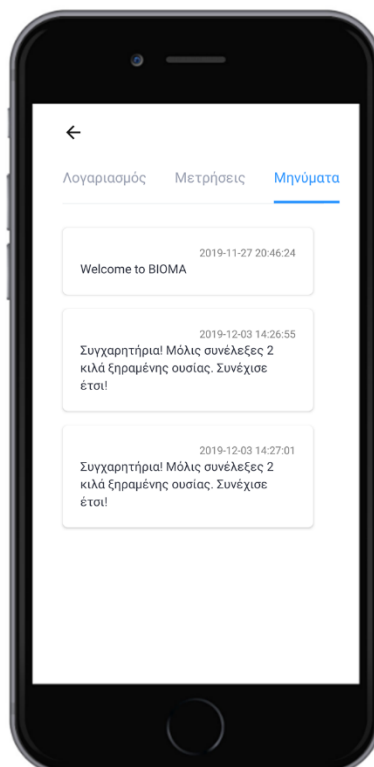 Λογαριασμός Μετρήσεις Μηνύματα
2019-11-27 20:46:24
Welcome to BIOMA
2019-12-03 14:26:55
Συγχαρητήρια! Μόλις συνέλεξες 2
κιλά ξηραμένης ουσίας. Συνέχισε
έτσι!
2019-12-03 14:27:01
Συγχαρητήρια! Μόλις συνέλεξες 2
κιλά ξηραμένης ουσίας. Συνέχισε
έτσι!